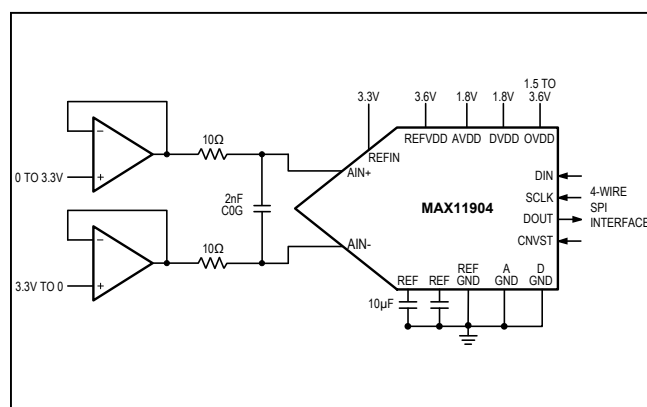 1.5 TO
3.3V 3.6V 1.8V 1.8V 3.6V
REFVDD AVDD DVDD OVDD
REFIN
10Ω
−
0 TO 3.3V +
AIN+
DIN
2nF
C0G
MAX11904
SCLK
4-WIRE
SPI
INTERFACE
DOUT
CNVST
10Ω
−
AIN-
3.3V TO 0 +
REF REF REF
GND
A
GND
D
GND
10µF